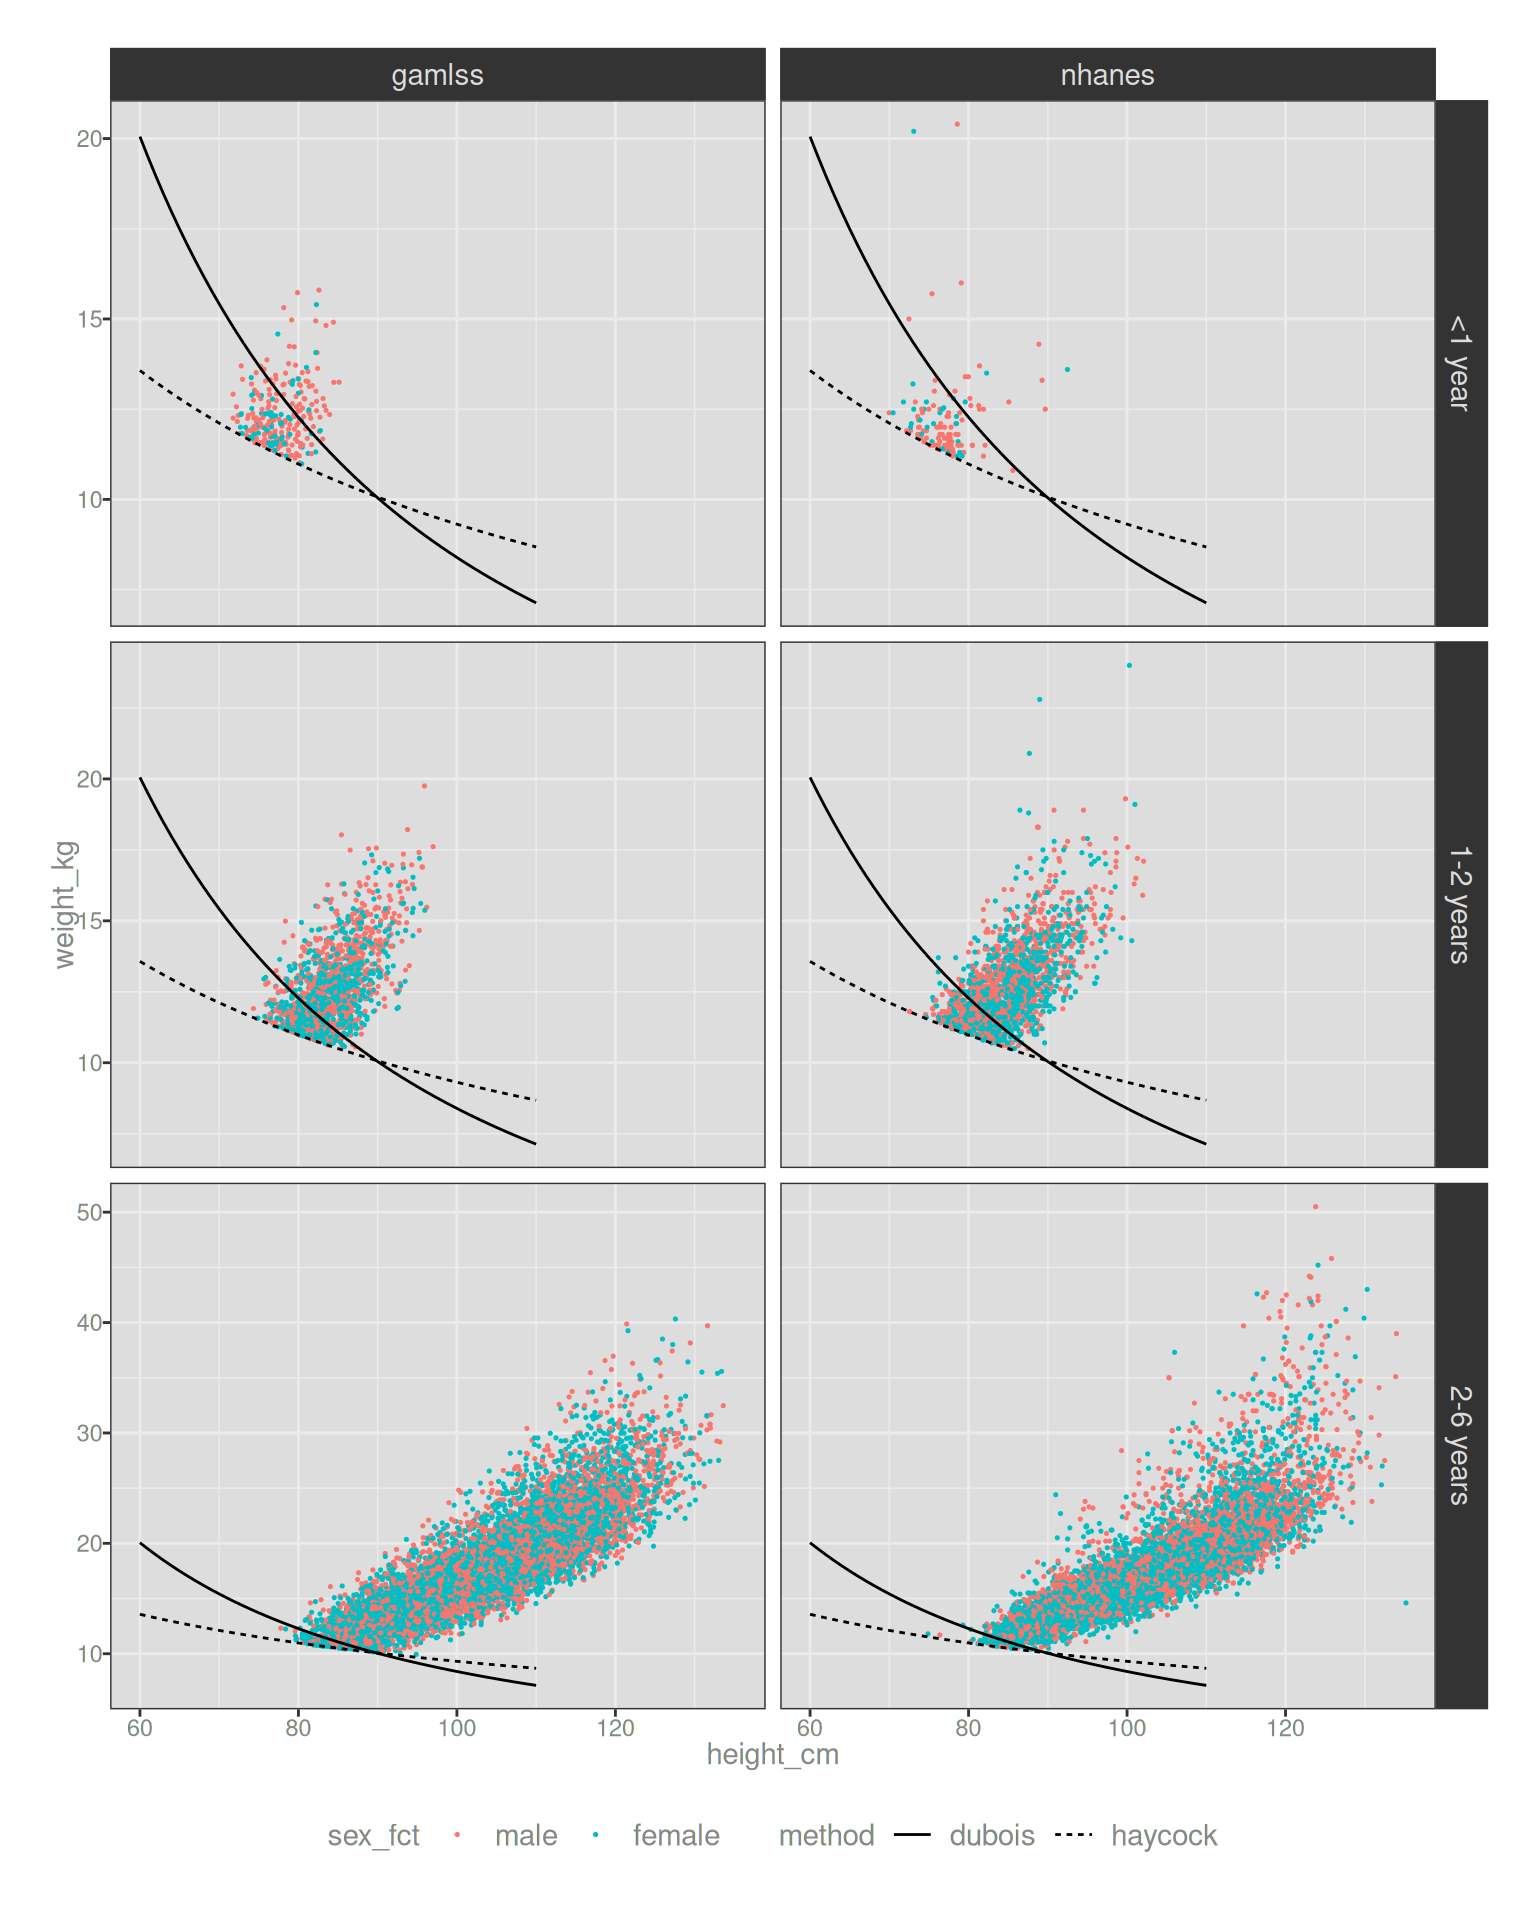 gamlss nhanes
20
15
10
<1 year
20
15
10
1-2 years
weight_kg
50
40
30
20
10
2-6 years
60 80 100 120 60 80 100 120
height_cm
sex_fct male female method dubois haycock